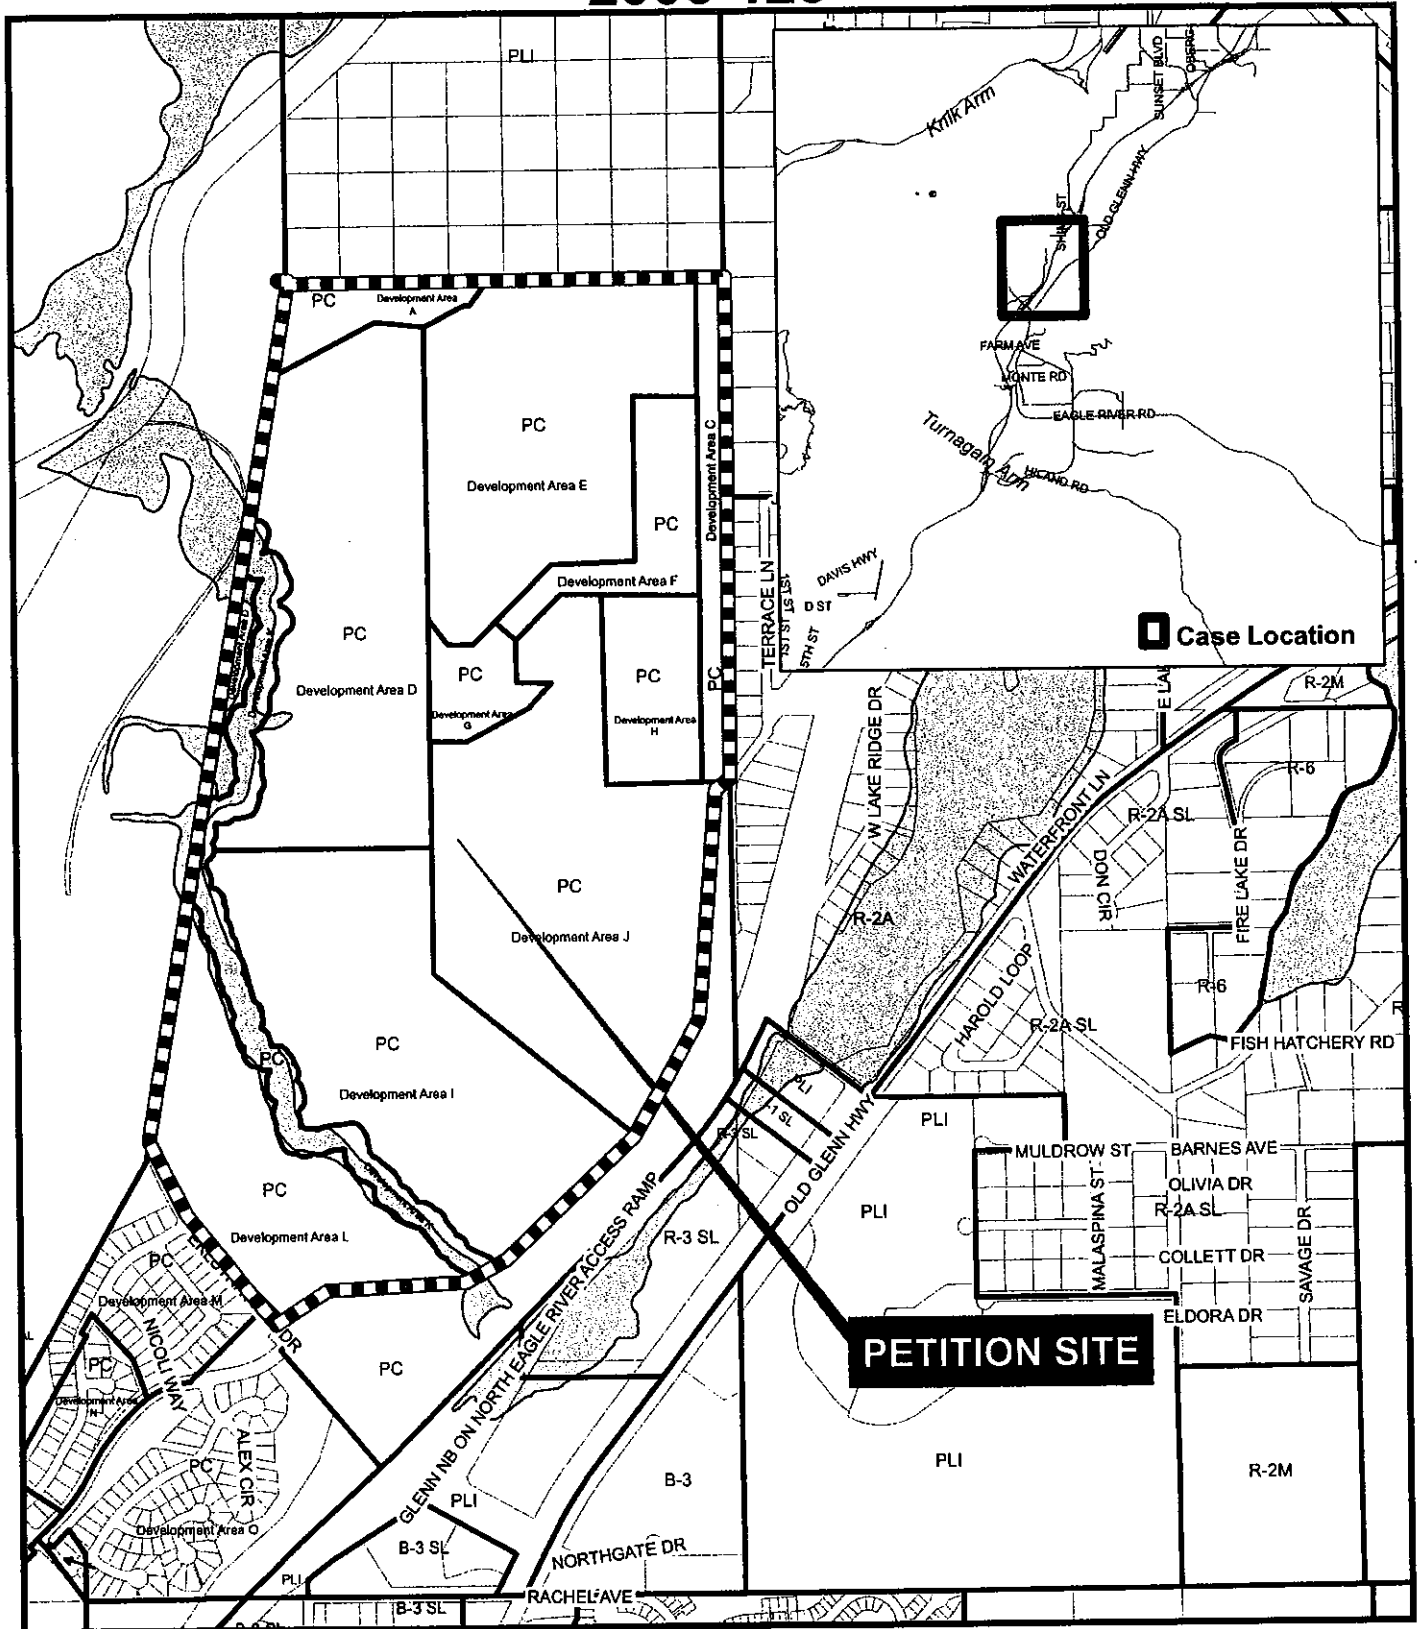 PLI
Knik Arm
SUNSET BLVD
OLD GLENN HWY
FARM AVE
MONTE RD
EAGLE RIVER RD
Turnagain Arm
HILAND RD
DAVIS HWY
D ST
1ST ST
1ST ST
5TH ST
Case Location
PC
Development Area
A
PC
Development Area E
Development Area C
PC
Development Area F
TERRACE LN
PC
Development Area D
PC
Development Area
G
PC
Development Area
H
PC
W LAKE RIDGE DR
R-2M
R-6
WATERFRONT LN
R-2A SL
DON CIR
FIRE LAKE DR
PC
Development Area J
R-2A
HAROLD LOOP
R-6
R-2A SL
FISH HATCHERY RD
PC
PC
Development Area I
PLI
R-3 SL
OLD GLENN HWY
PLI
MULDROW ST
BARNES AVE
OLIVIA DR
R-2A SL
MALASPINA ST
COLLETT DR
SAVAGE DR
ELDORA DR
PC
Development Area L
PLI
R-3 SL
GLENN NB ON NORTH EAGLE RIVER ACCESS RAMP
PC
Development Area M
NICOLI WAY
DR
PC
Development Area
N
PC
PETITION SITE
ALEX CIR
PC
Development Area O
PLI
B-3
PLI
R-2M
B-3 SL
NORTHGATE DR
PLI
RACHEL AVE
B-3 SL